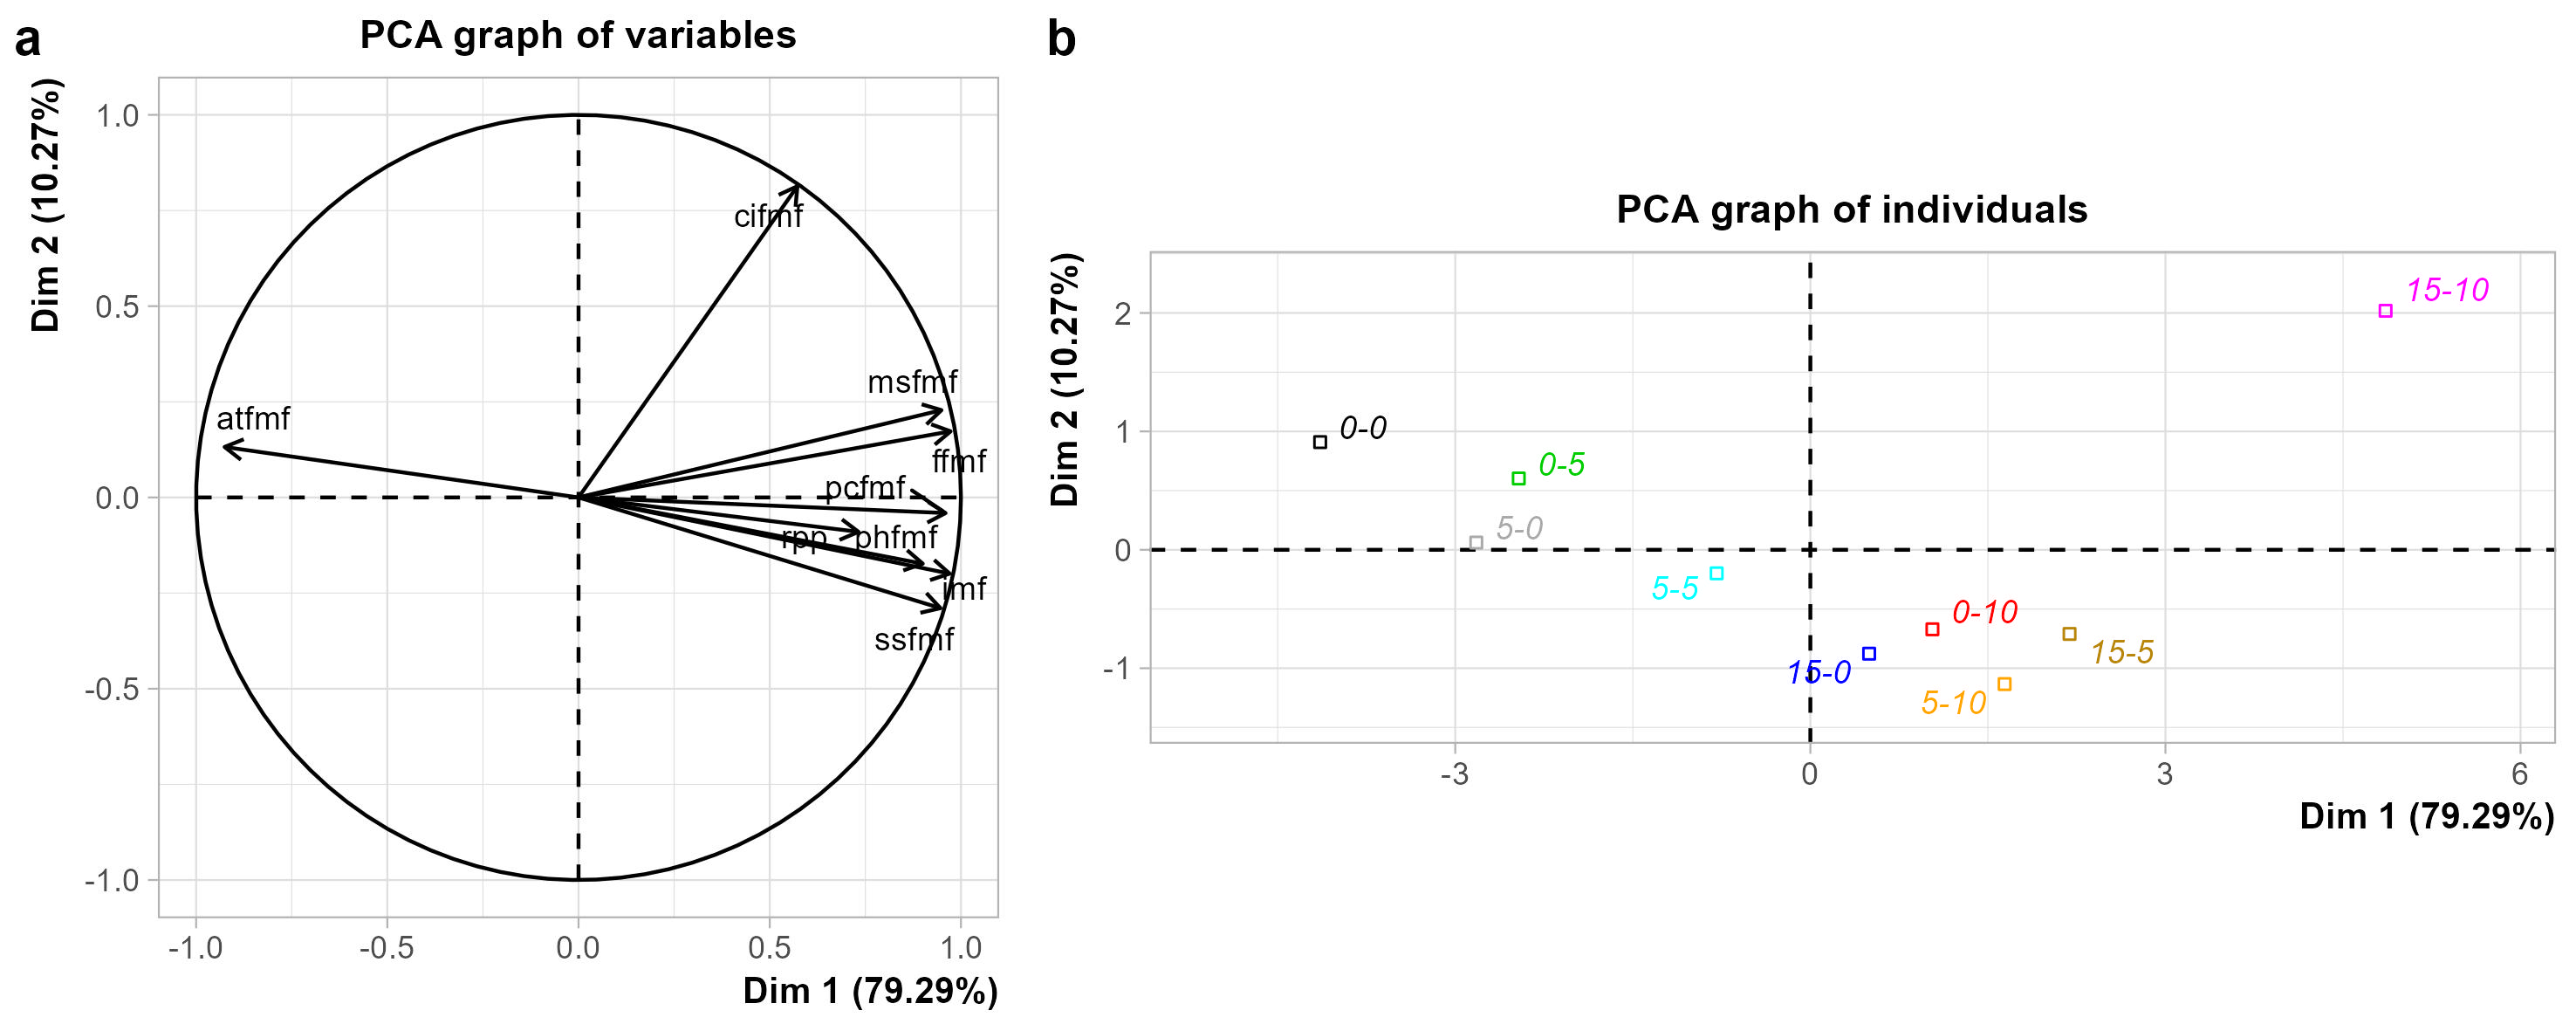 a
PCA graph of variables
Dim 2 (10.27%)
1.0
0.5
0.0
-0.5
-1.0
cifmf
msfmf
atfmf
ffmf
pcfmf
rpp
phfmf
imf
ssfmf
-1.0
-0.5
0.0
0.5
1.0
Dim 1 (79.29%)
b
PCA graph of individuals
Dim 2 (10.27%)
2
1
0
-1
15-10
0-0
0-5
5-0
5-5
0-10
15-5
15-0
5-10
-3
0
3
6
Dim 1 (79.29%)